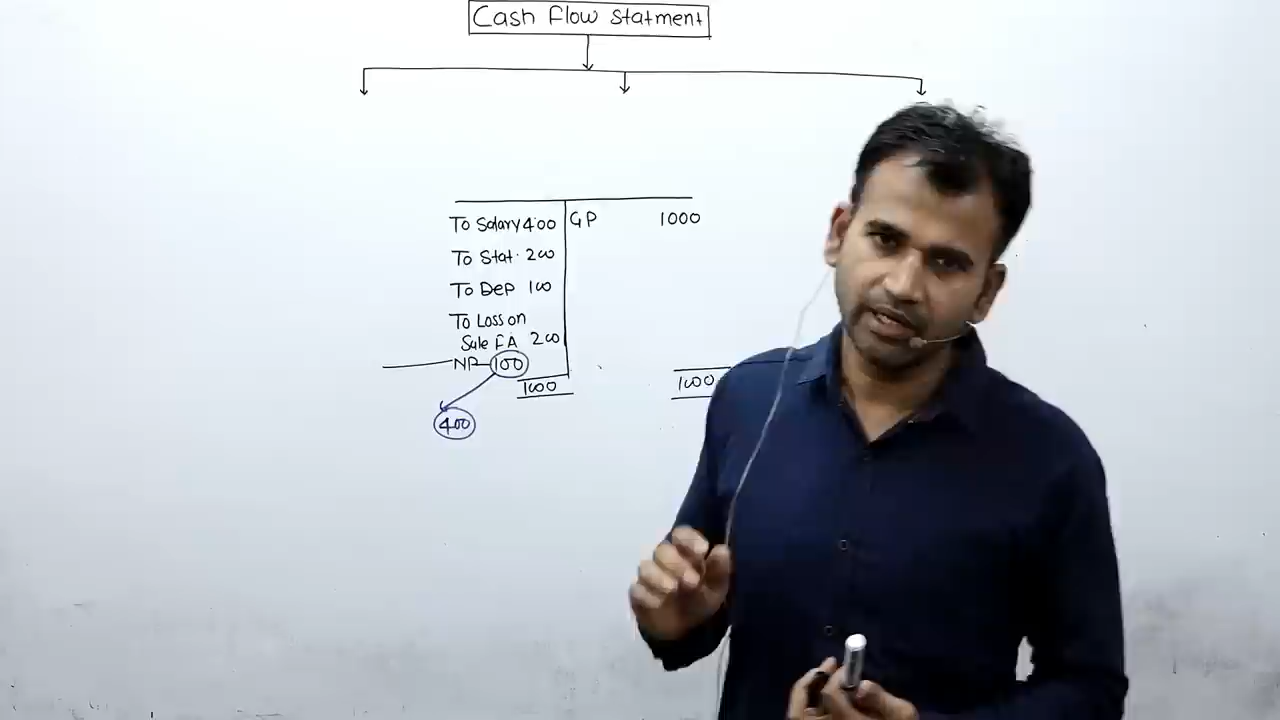 Cash flow statment
To Salary 400 GP 1000
To Stat. 200
To Dep 100
To Loss on
Sale FA 200
NP 100
1000 1000
400